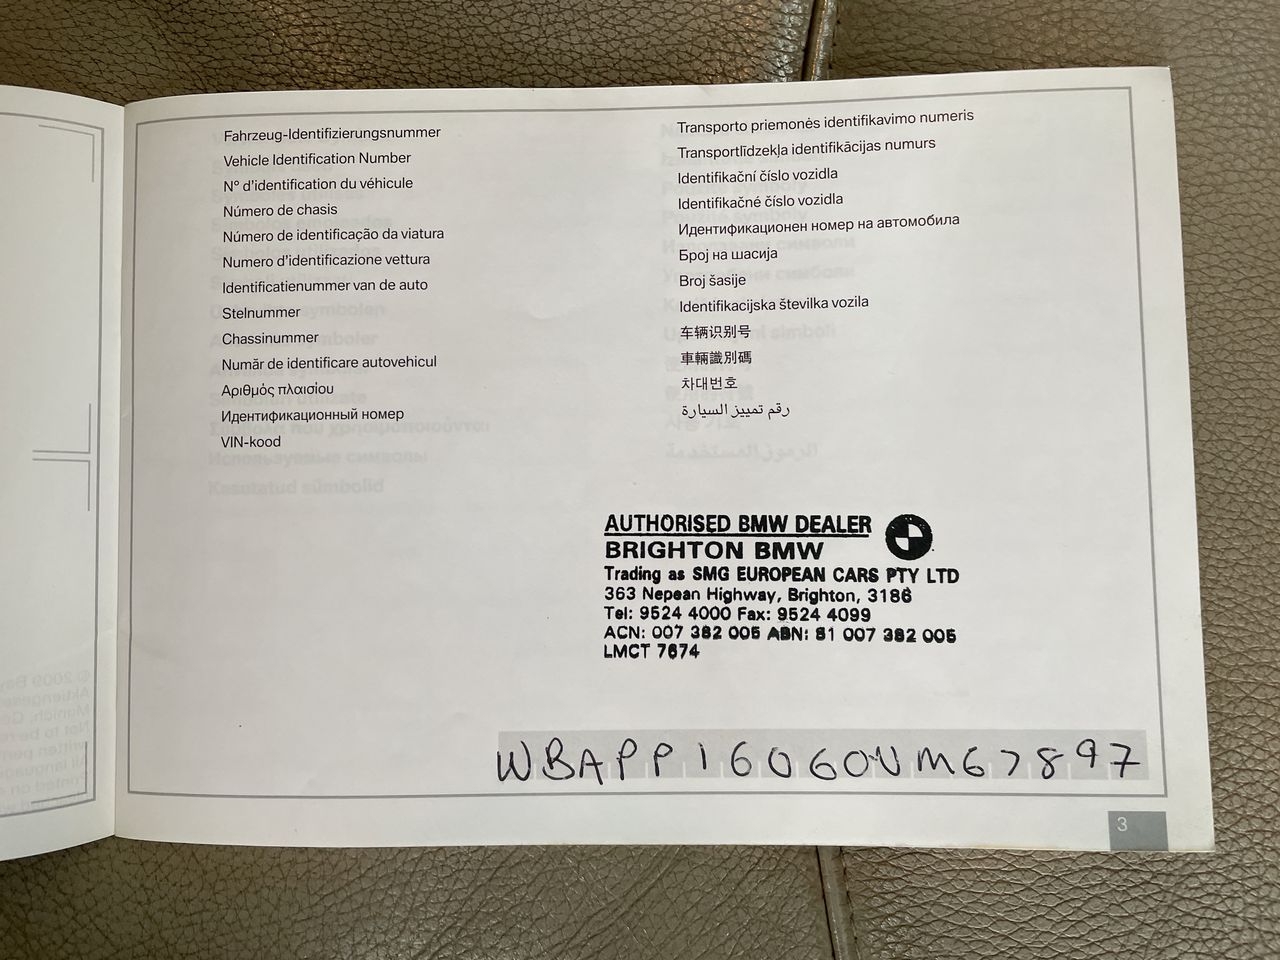 Fahrzeug-Identifizierungsnummer
Vehicle Identification Number
N° d'identification du véhicule
Número de chasis
Número de identificação da viatura
Numero d'identificazione vettura
Identificatienummer van de auto
Stelnummer
Chassinummer
Număr de identificare autovehicul
Αριθμός πλαισίου
Идентификационный номер
VIN-kood
Transporto priemonės identifikavimo numeris
Transportlīdzekļa identifikācijas numurs
Identifikační číslo vozidla
Identifikačné číslo vozidla
Идентификационен номер на автомобила
Број на шасија
Broj šasije
Identifikacijska številka vozila
车辆识别号
車輛識別碼
차대번호
رقم تمييز السيارة
AUTHORISED BMW DEALER
BRIGHTON BMW
Trading as SMG EUROPEAN CARS PTY LTD
363 Nepean Highway, Brighton, 3186
Tel: 9524 4000 Fax: 9524 4099
ACN: 007 382 005 ABN: 81 007 382 005
LMCT 7674
WBAPP16060NM67897
3